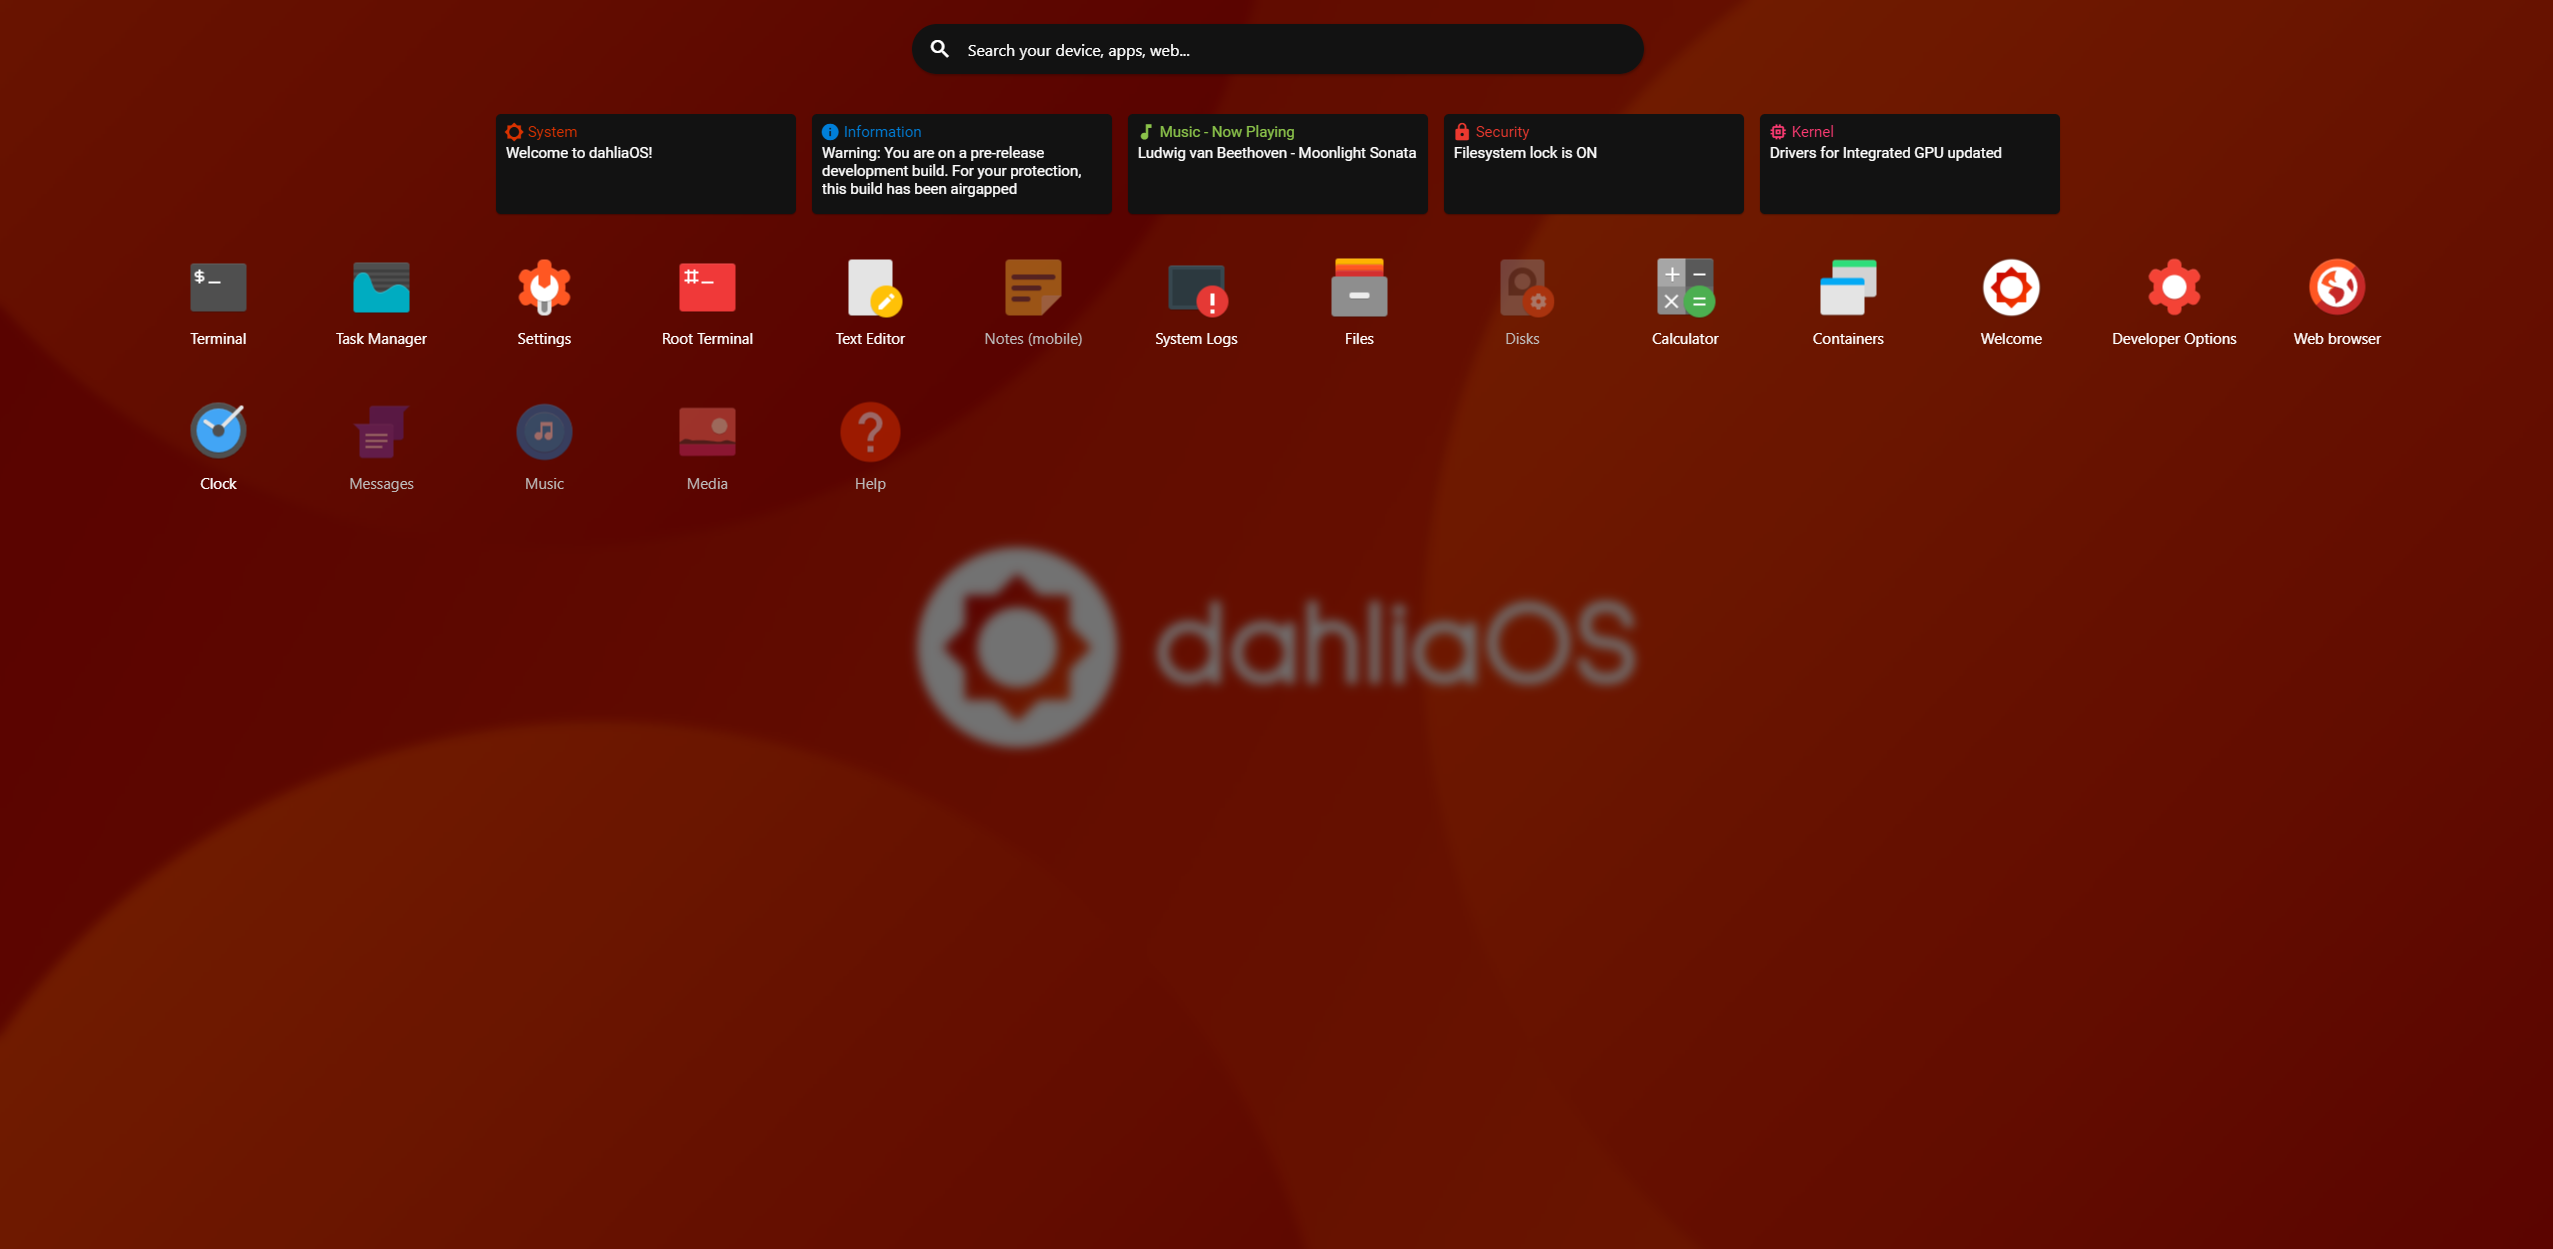 Search your device, apps, web...
System
Welcome to dahliaOS!
Information
Warning: You are on a pre-release
development build. For your protection,
this build has been airgapped
Music - Now Playing
Ludwig van Beethoven - Moonlight Sonata
Security
Filesystem lock is ON
Kernel
Drivers for Integrated GPU updated
$_
#_
Terminal
Task Manager
Settings
Root Terminal
Text Editor
Notes (mobile)
System Logs
Files
Disks
Calculator
Containers
Welcome
Developer Options
Web browser
Clock
Messages
Music
Media
Help
dahliaOS